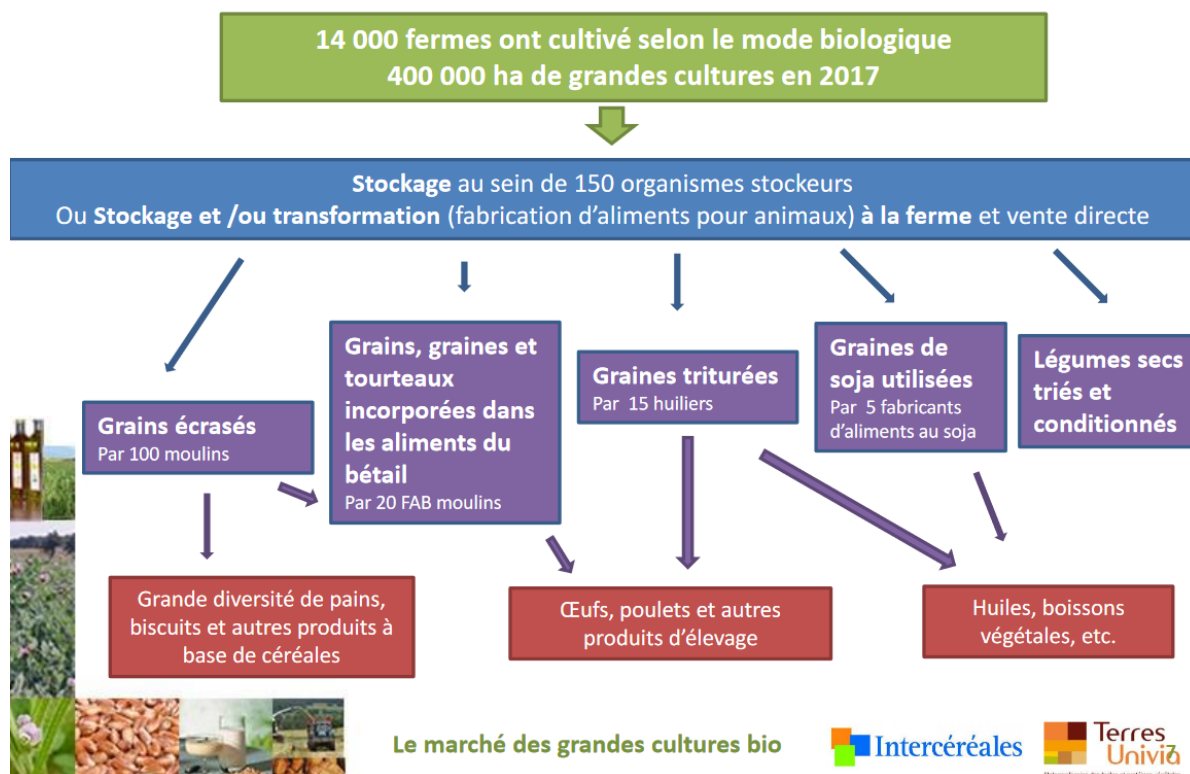 14 000 fermes ont cultivé selon le mode biologique
400 000 ha de grandes cultures en 2017
Stockage au sein de 150 organismes stockeurs
Ou Stockage et /ou transformation (fabrication d'aliments pour animaux) à la ferme et vente directe
Grains écrasés
Par 100 moulins
Grains, graines et
tourteaux
incorporées dans
les aliments du
bétail
Par 20 FAB moulins
Graines triturées
Par 15 huiliers
Graines de
soja utilisées
Par 5 fabricants
d'aliments au soja
Légumes secs
triés et
conditionnés
Grande diversité de pains,
biscuits et autres produits à
base de céréales
Œufs, poulets et autres
produits d'élevage
Huiles, boissons
végétales, etc.
Le marché des grandes cultures bio
Intercéréales
Terres
Univia
7